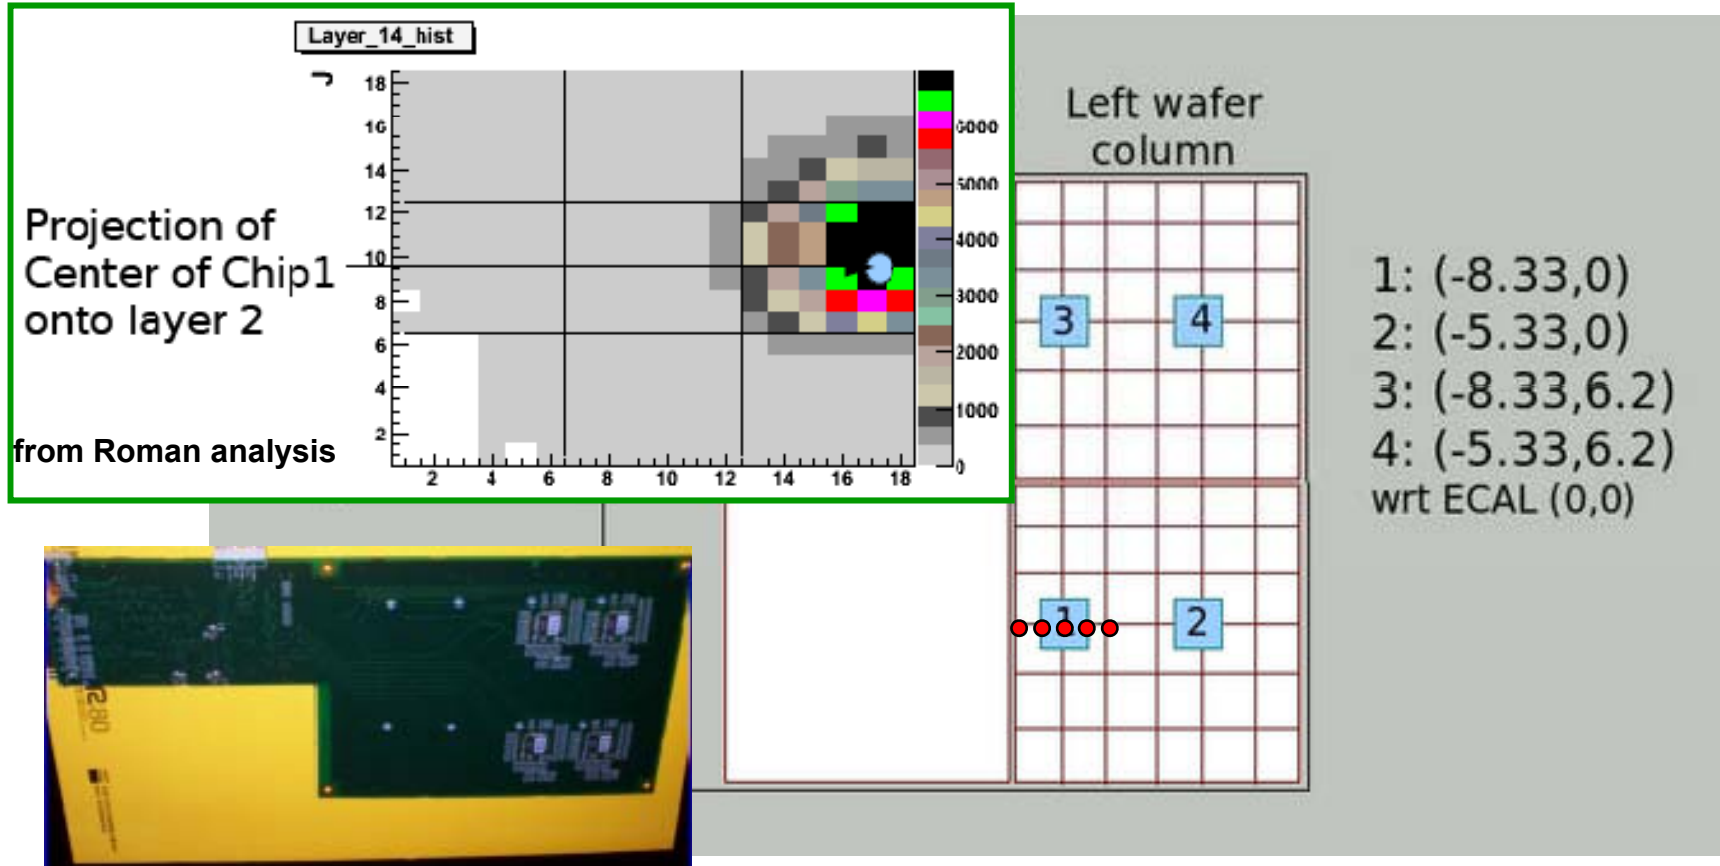 Layer_14_hist
J
18
16
14
12
10
8
6
4
2
2 4 6 8 10 12 14 16 18
6000
5000
4000
3000
2000
1000
0
Projection of
Center of Chip1
onto layer 2
from Roman analysis
Left wafer
column
3 4
1 2
1: (-8.33,0)
2: (-5.33,0)
3: (-8.33,6.2)
4: (-5.33,6.2)
wrt ECAL (0,0)